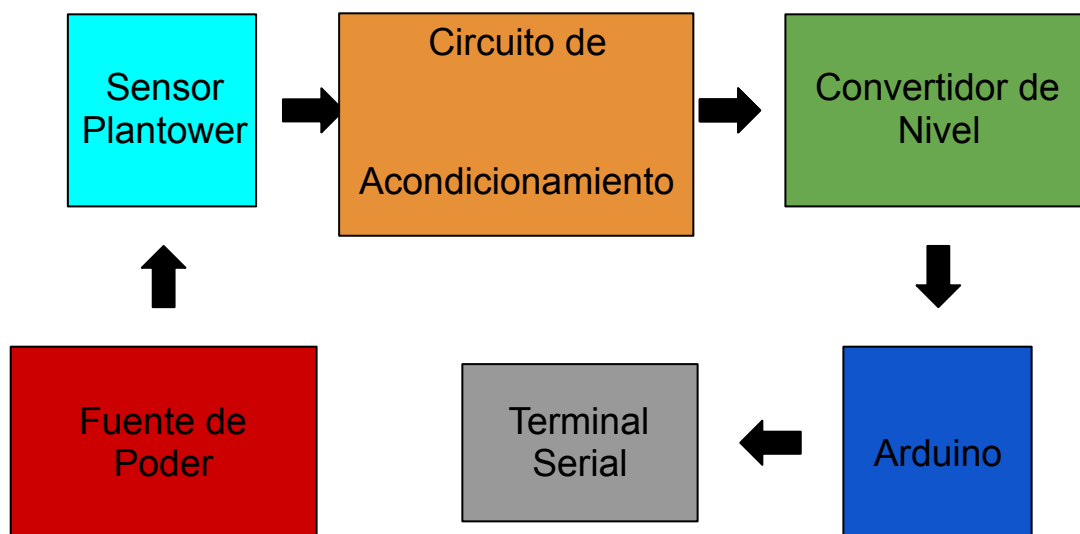 Sensor
Plantower
Circuito de
Acondicionamiento
Convertidor de
Nivel
Fuente de
Poder
Terminal
Serial
Arduino